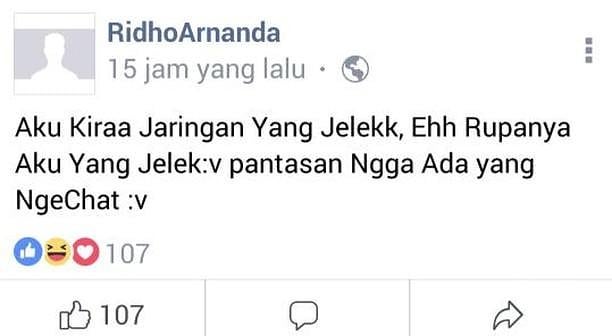 RidhoArnanda
15 jam yang lalu ·
Aku Kiraa Jaringan Yang Jelekk, Ehh Rupanya
Aku Yang Jelek:v pantasan Ngga Ada yang
NgeChat :v
107
107